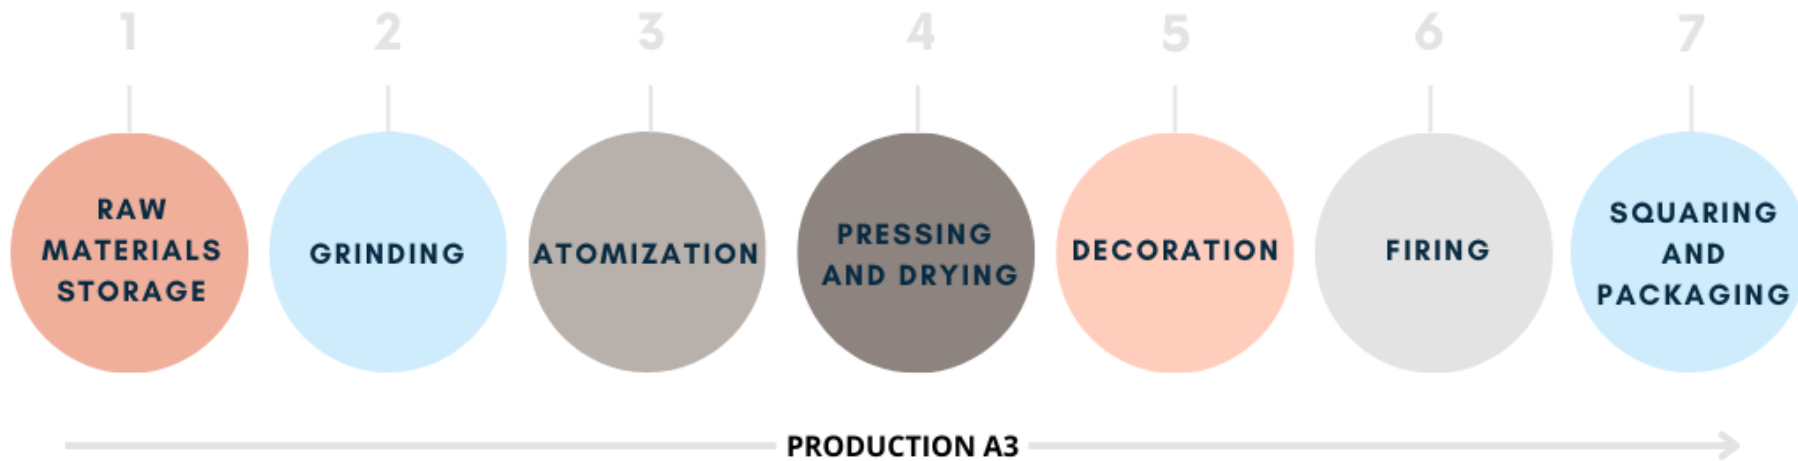 1
2
3
4
5
6
7
RAW
MATERIALS
STORAGE
GRINDING
ATOMIZATION
PRESSING
AND DRYING
DECORATION
FIRING
SQUARING
AND
PACKAGING
PRODUCTION A3